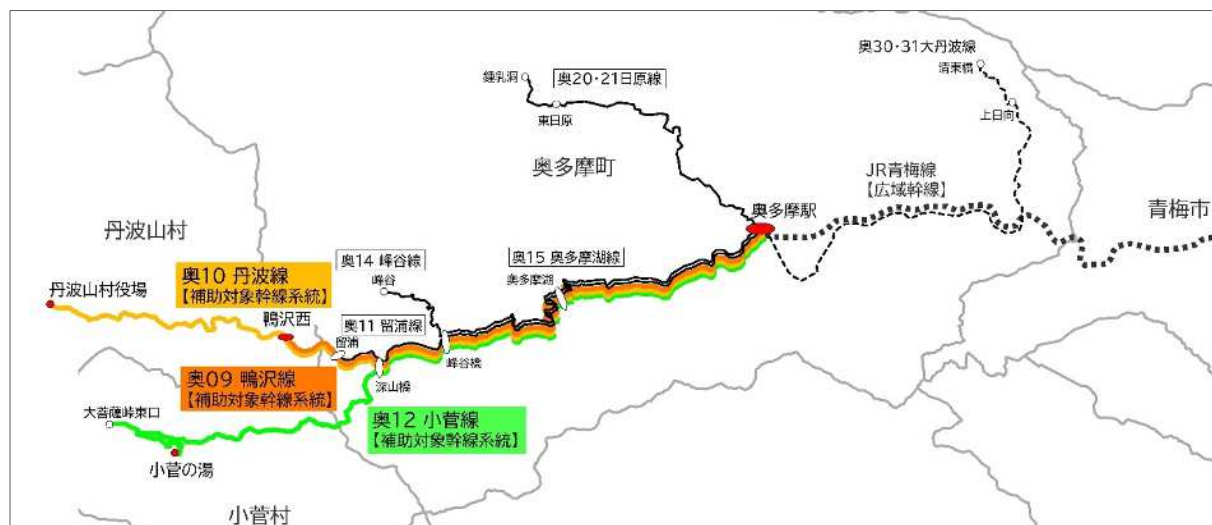 奥30・31大丹波線
清東橋
鍾乳洞
奥20・21日原線
東日原
上日向
奥多摩町
JR青梅線
【広域幹線】
奥多摩駅
青梅市
丹波山村
奥15 奥多摩湖線
奥14 峰谷線
奥10 丹波線
【補助対象幹線系統】
峰谷
奥多摩湖
丹波山村役場
鴨沢西
奥11 留浦線
留浦
峰谷橋
奥09 鴨沢線
【補助対象幹線系統】
深山橋
大菩薩峠東口
奥12 小菅線
【補助対象幹線系統】
小菅の湯
小菅村